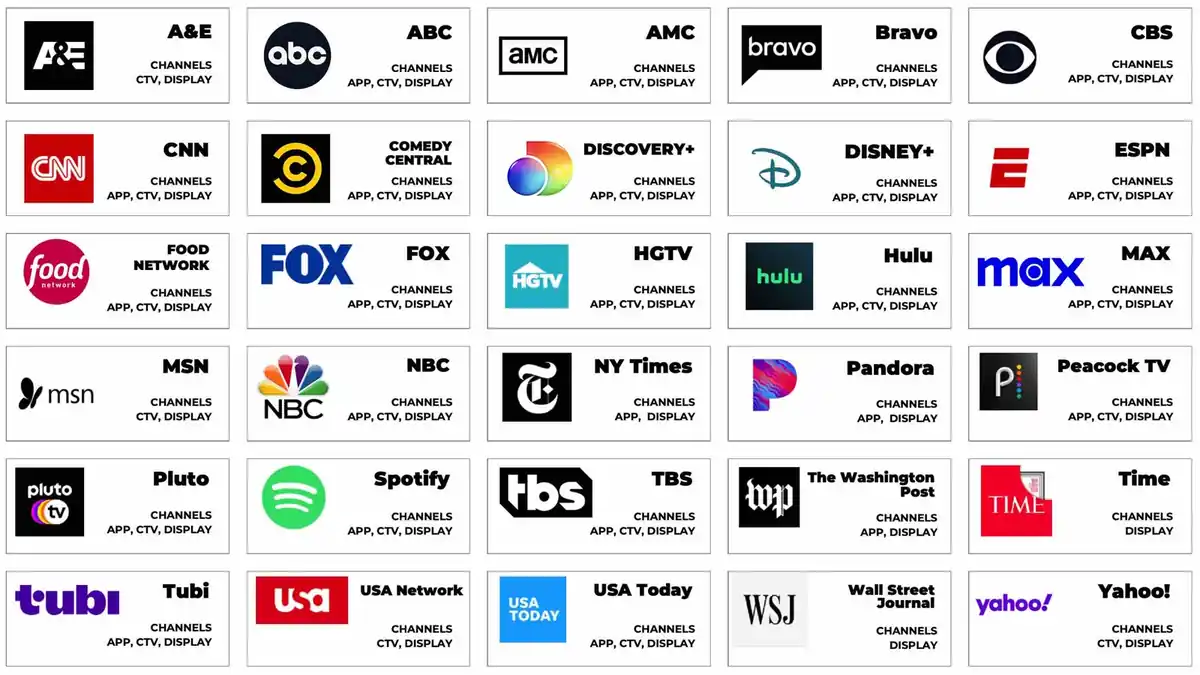 A&E
A&E
CHANNELS
CTV, DISPLAY
abc
ABC
CHANNELS
APP, CTV, DISPLAY
aMC
AMC
CHANNELS
APP, CTV, DISPLAY
bravo
Bravo
CHANNELS
APP, CTV, DISPLAY
CBS
CHANNELS
APP, CTV, DISPLAY
CNN
CNN
CHANNELS
APP, CTV, DISPLAY
COMEDY
CENTRAL
CHANNELS
APP, CTV, DISPLAY
DISCOVERY+
CHANNELS
APP, CTV, DISPLAY
D
DISNEY+
CHANNELS
APP, CTV, DISPLAY
E
ESPN
CHANNELS
APP, CTV, DISPLAY
food
network
FOOD
NETWORK
CHANNELS
APP, CTV, DISPLAY
FOX
FOX
CHANNELS
APP, CTV, DISPLAY
HGTV
HGTV
CHANNELS
APP, CTV, DISPLAY
hulu
Hulu
CHANNELS
APP, CTV, DISPLAY
max
MAX
CHANNELS
APP, CTV, DISPLAY
msn
MSN
CHANNELS
CTV, DISPLAY
NBC
NBC
CHANNELS
APP, CTV, DISPLAY
T
NY Times
CHANNELS
APP, DISPLAY
P
Pandora
CHANNELS
APP, DISPLAY
P
Peacock TV
CHANNELS
APP, CTV, DISPLAY
pluto
tv
Pluto
CHANNELS
APP, CTV, DISPLAY
Spotify
CHANNELS
APP, CTV, DISPLAY
tbs
TBS
CHANNELS
APP, CTV, DISPLAY
wp
The Washington
Post
CHANNELS
APP, DISPLAY
TIME
Time
CHANNELS
DISPLAY
tubi
Tubi
CHANNELS
APP, CTV, DISPLAY
usa
USA Network
CHANNELS
CTV, DISPLAY
USA
TODAY
USA Today
CHANNELS
APP, CTV, DISPLAY
WSJ
Wall Street
Journal
CHANNELS
DISPLAY
yahoo!
Yahoo!
CHANNELS
CTV, DISPLAY